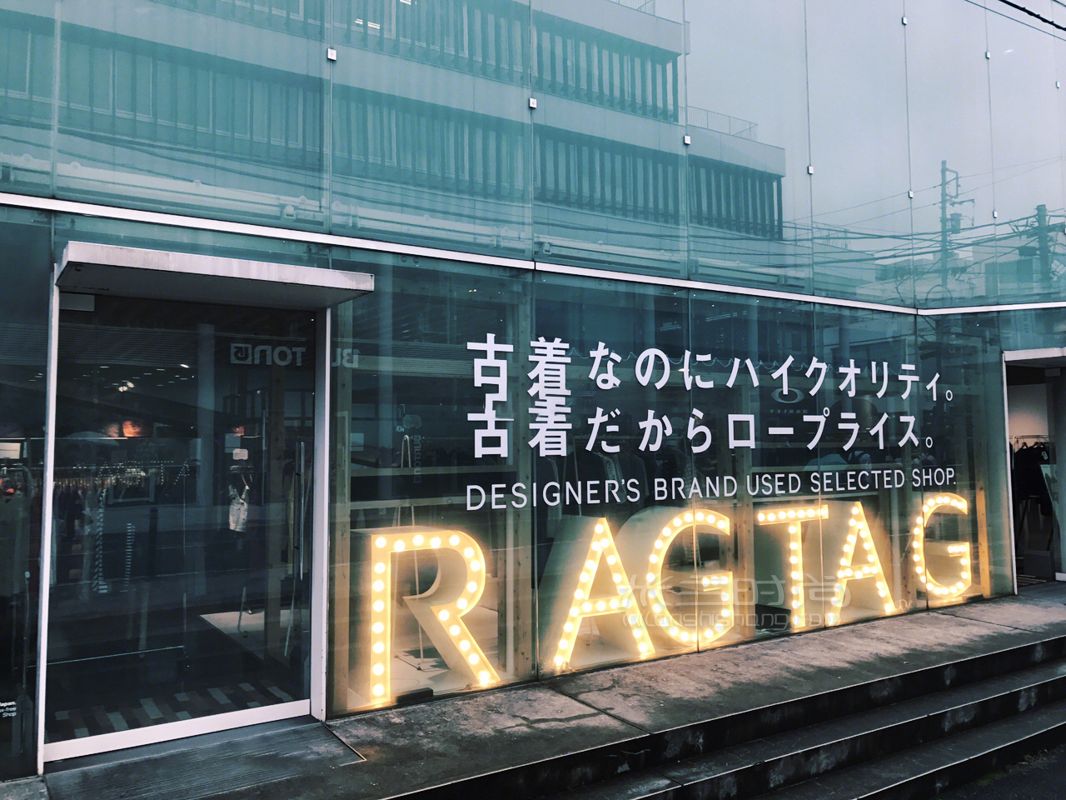 古着なのにハイクオリティ。
古着だからロープライス。
DESIGNER'S BRAND USED SELECTED SHOP.
RAGTAG